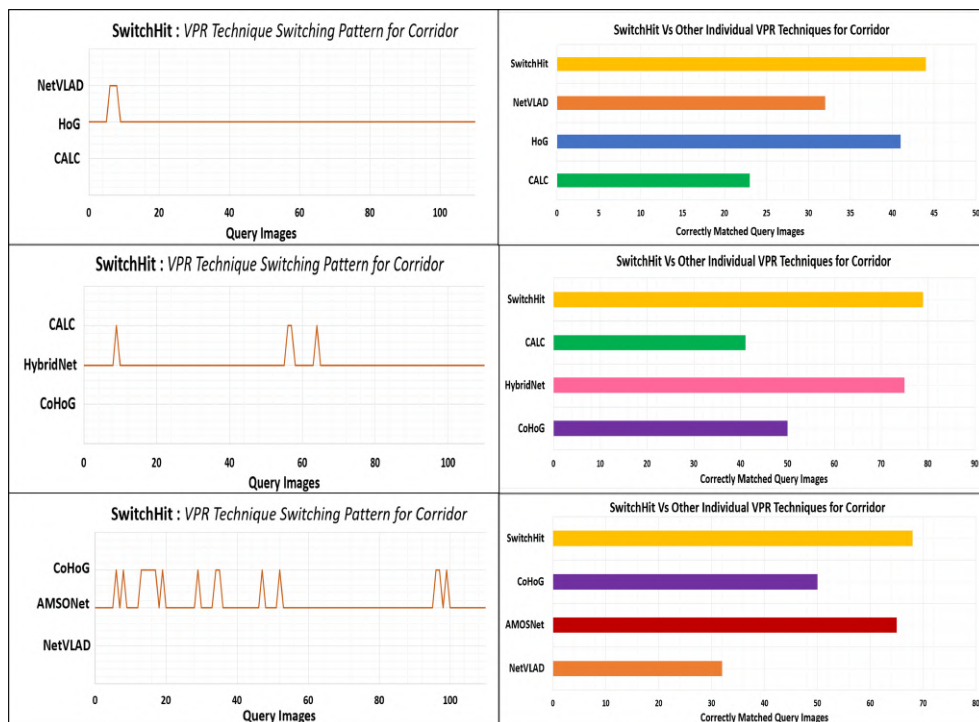 SwitchHit : VPR Technique Switching Pattern for Corridor
NetVLAD
HoG
CALC
0 20 40 60 80 100
Query Images
SwitchHit Vs Other Individual VPR Techniques for Corridor
SwitchHit
NetVLAD
HoG
CALC
0 5 10 15 20 25 30 35 40 45 50
Correctly Matched Query Images
SwitchHit : VPR Technique Switching Pattern for Corridor
CALC
HybridNet
CoHoG
0 20 40 60 80 100
Query Images
SwitchHit Vs Other Individual VPR Techniques for Corridor
SwitchHit
CALC
HybridNet
CoHoG
0 10 20 30 40 50 60 70 80 90
Correctly Matched Query Images
SwitchHit : VPR Technique Switching Pattern for Corridor
CoHoG
AMSONet
NetVLAD
0 20 40 60 80 100
Query Images
SwitchHit Vs Other Individual VPR Techniques for Corridor
SwitchHit
CoHoG
AMOSNet
NetVLAD
0 10 20 30 40 50 60 70 80
Correctly Matched Query Images